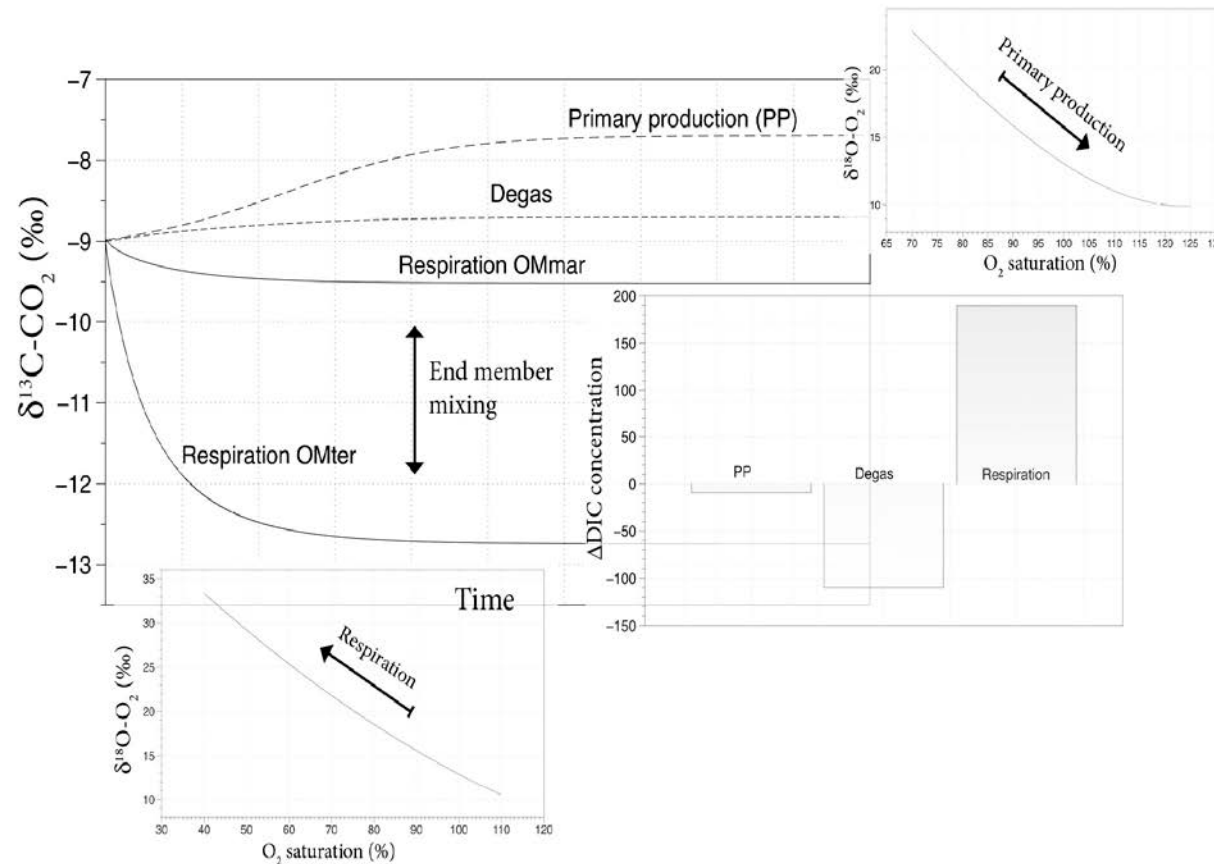 −7
−8
−9
−10
−11
−12
−13
δ¹³C-CO₂ (‰)
Primary production (PP)
Degas
Respiration OMmar
End member
mixing
Respiration OMter
Time
20
15
10
δ¹⁸O-O₂ (‰)
Primary production
65 70 75 80 85 90 95 100 105 110 115 120 125
O₂ saturation (%)
200
150
100
50
0
−50
−100
−150
ΔDIC concentration
PP Degas Respiration
35
30
25
20
15
10
δ¹⁸O-O₂ (‰)
Respiration
30 40 50 60 70 80 90 100 110 120
O₂ saturation (%)